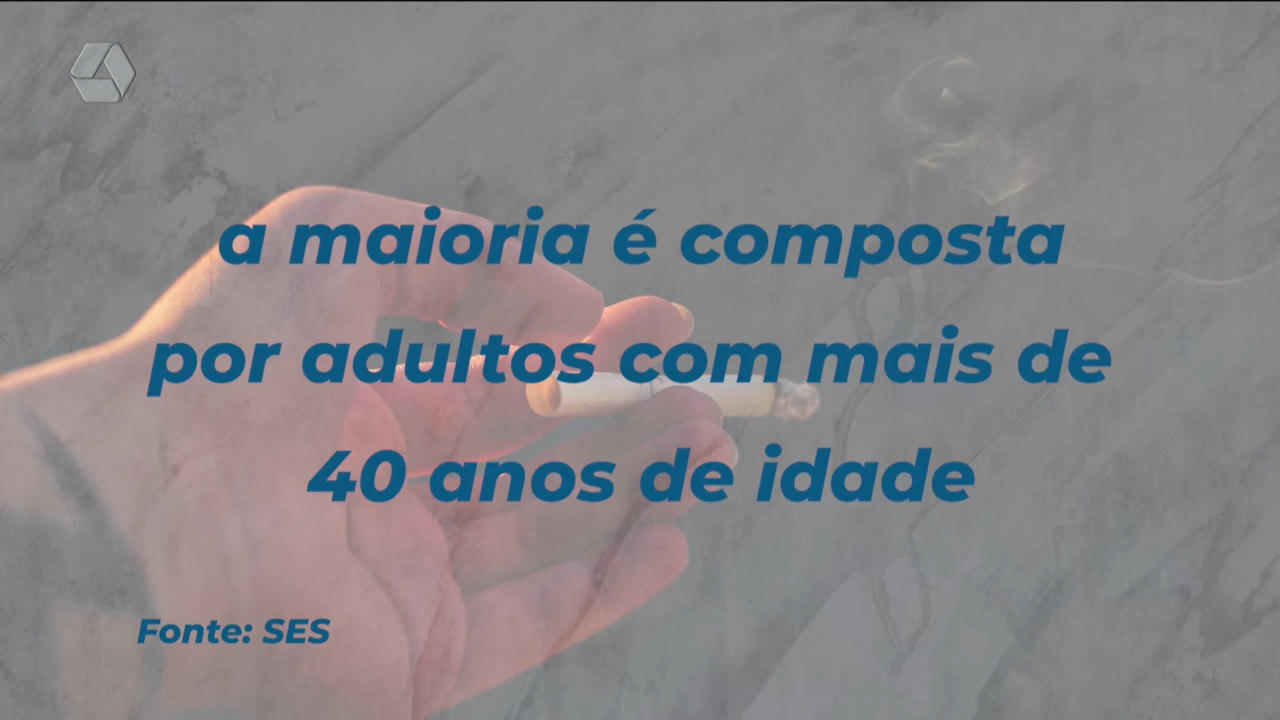 a maioria é composta
por adultos com mais de
40 anos de idade
Fonte: SES